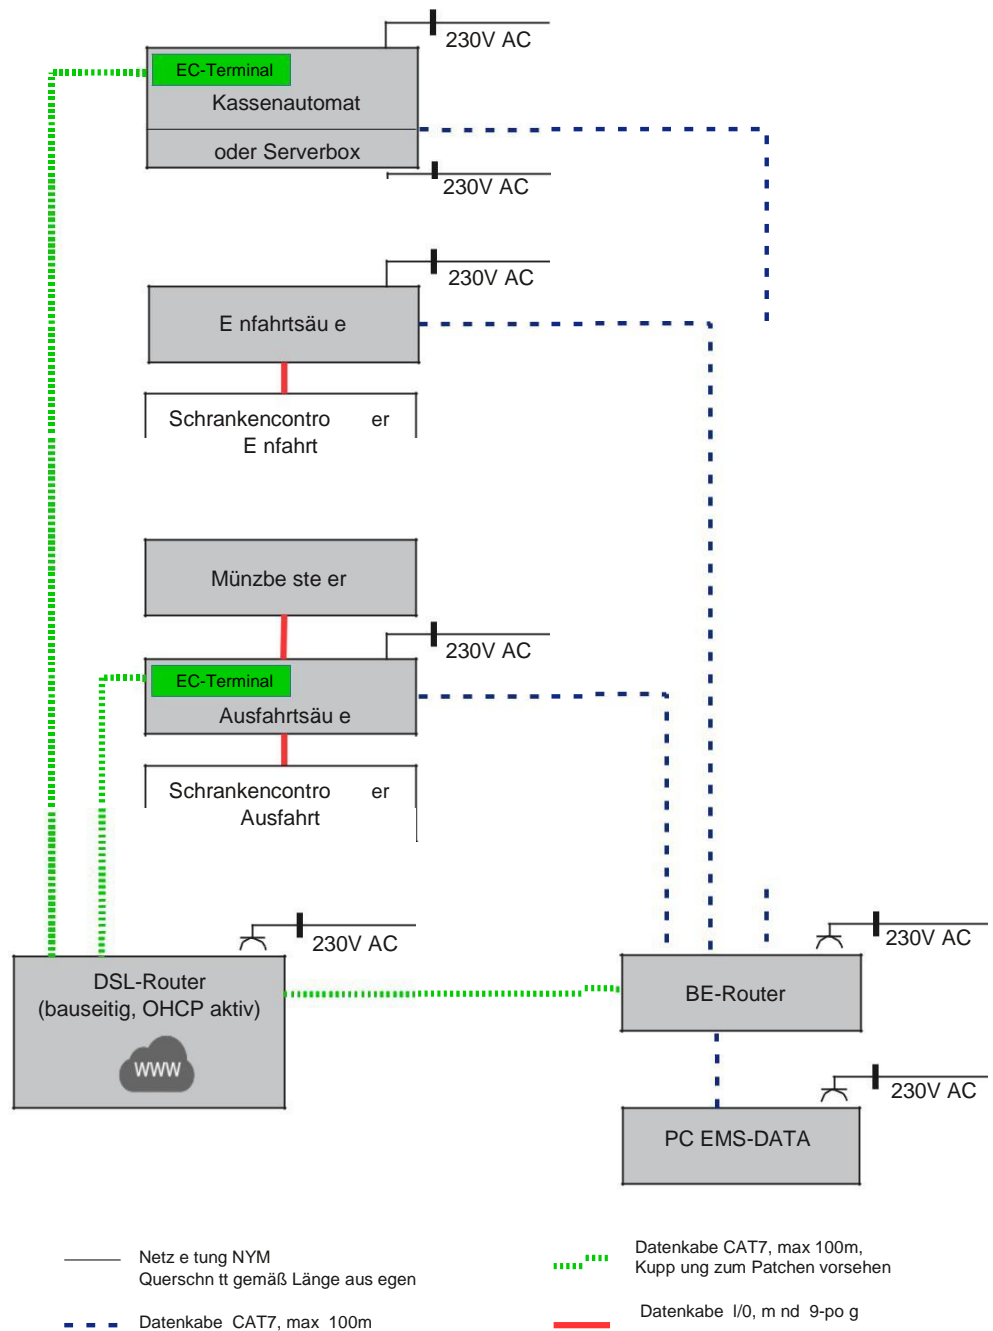 230V AC
EC-Terminal
Kassenautomat
oder Serverbox
230V AC
230V AC
E nfahrtsäu e
Schrankencontro er
E nfahrt
Münzbe ste er
230V AC
EC-Terminal
Ausfahrtsäu e
Schrankencontro er
Ausfahrt
230V AC
230V AC
DSL-Router
(bauseitig, OHCP aktiv)
WWW
BE-Router
230V AC
PC EMS-DATA
Netz e tung NYM
Querschn tt gemäß Länge aus egen
Datenkabe CAT7, max 100m
Datenkabe CAT7, max 100m,
Kupp ung zum Patchen vorsehen
Datenkabe I/0, m nd 9-po g